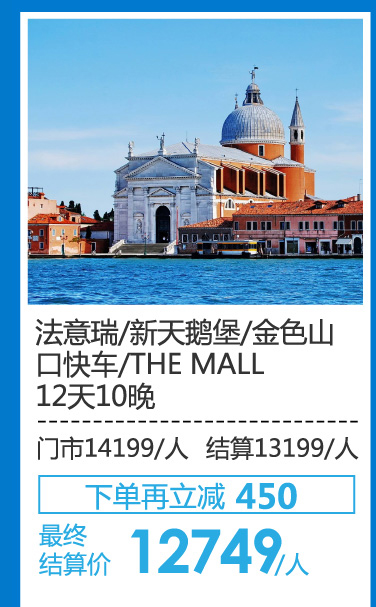 法意瑞/新天鹅堡/金色山
口快车/THE MALL
12天10晚
门市14199/人 结算13199/人
下单再立减 450
最终
结算价 12749/人